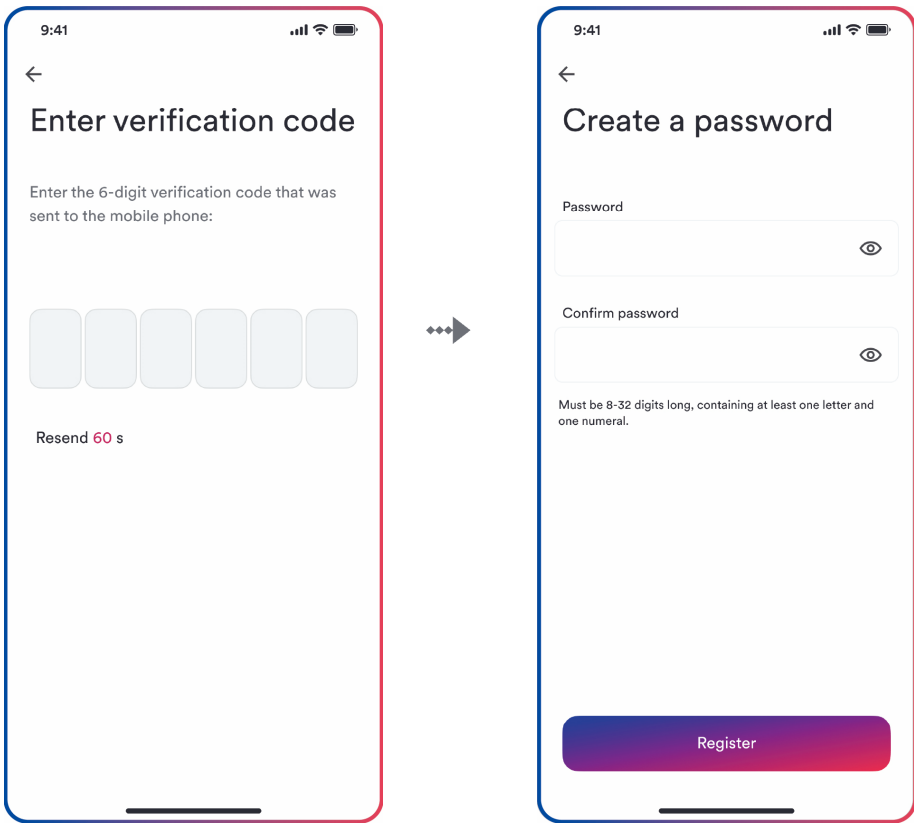 9:41
Enter verification code
Enter the 6-digit verification code that was
sent to the mobile phone:
Resend 60 s
9:41
Create a password
Password
Confirm password
Must be 8-32 digits long, containing at least one letter and
one numeral.
Register